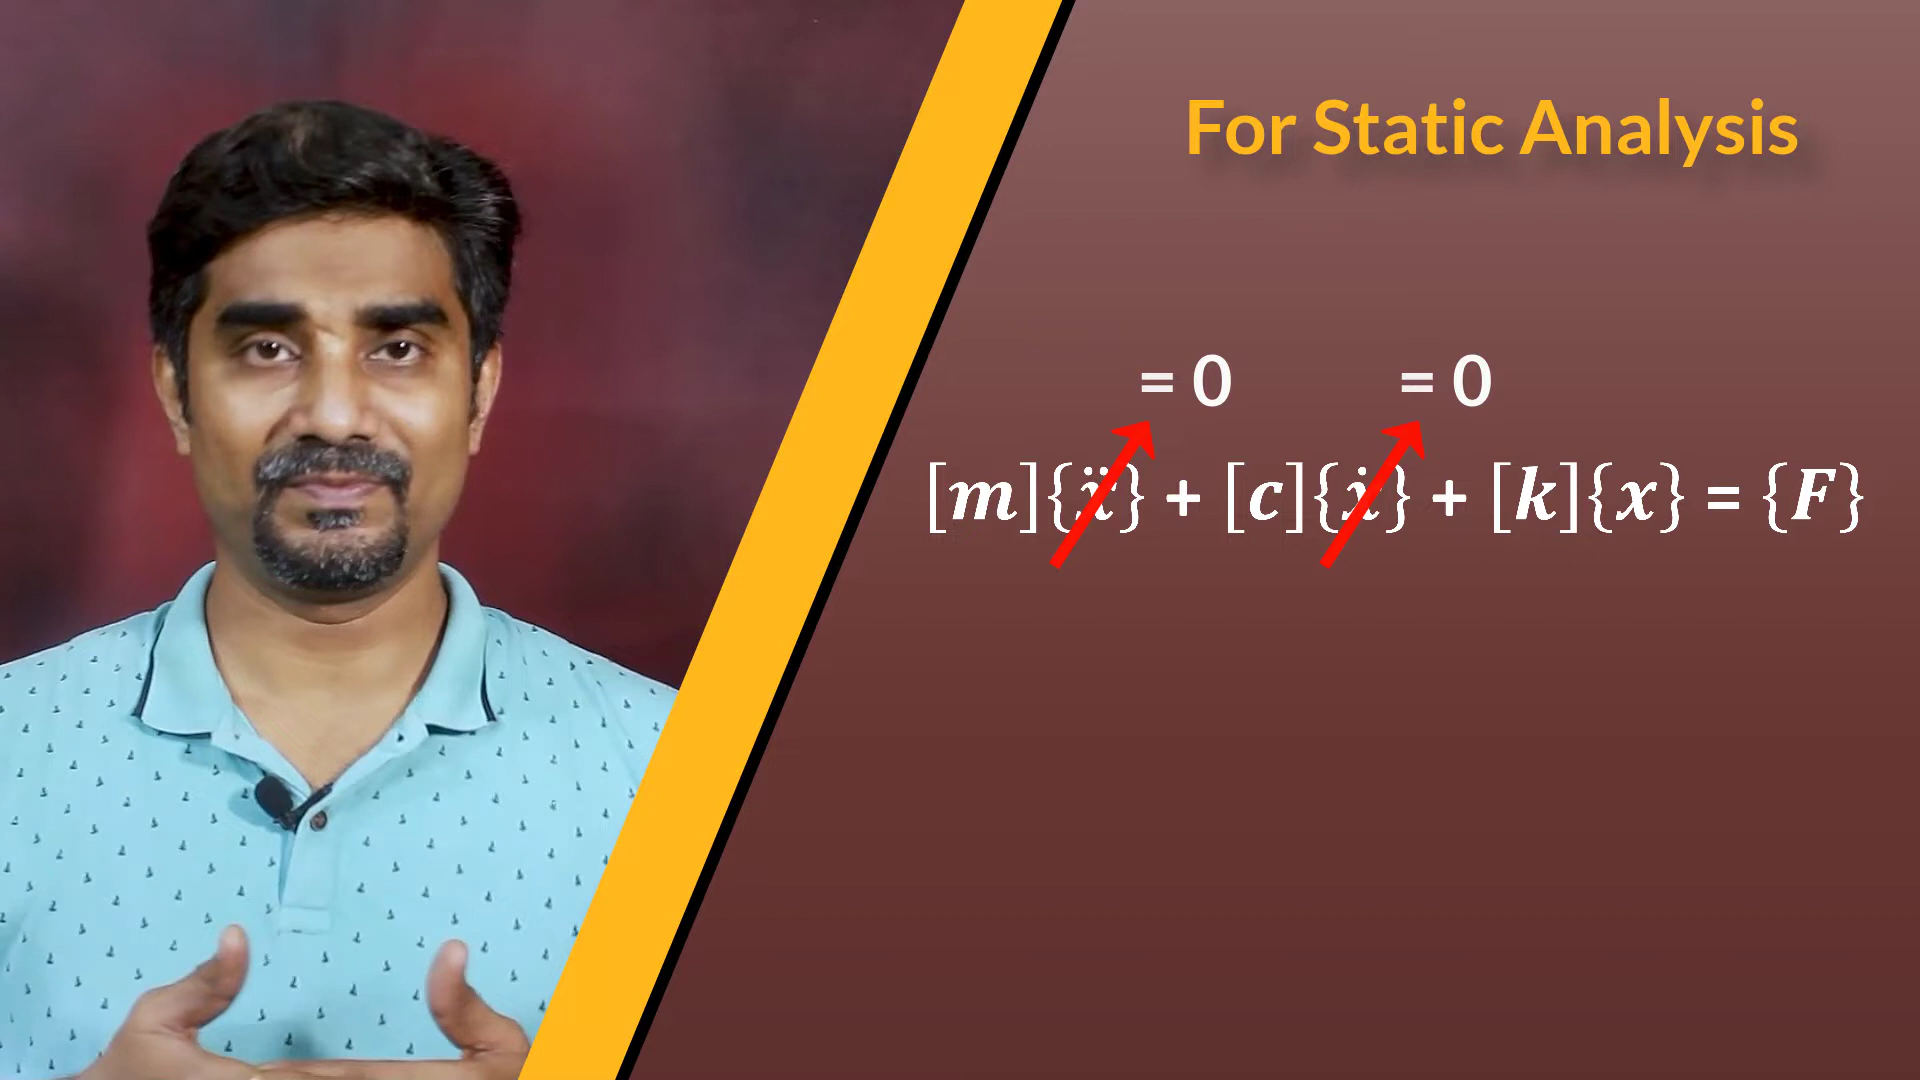 For Static Analysis
= 0 = 0
[m]{ẍ} + [c]{ẋ} + [k]{x} = {F}